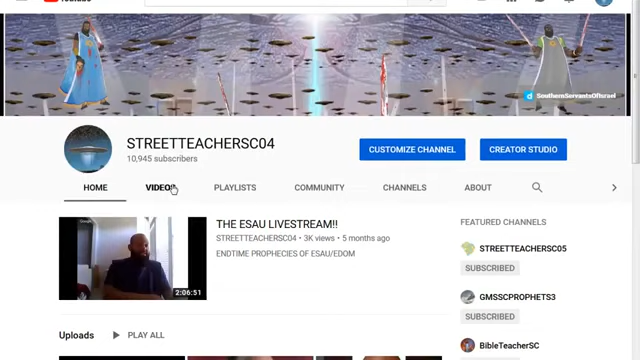 SouthernServantsOfIsrael
STREETTEACHERSC04
10,945 subscribers
CUSTOMIZE CHANNEL
CREATOR STUDIO
HOME
VIDEOS
PLAYLISTS
COMMUNITY
CHANNELS
ABOUT
2:06:51
THE ESAU LIVESTREAM!!
STREETTEACHERSC04 • 3K views • 5 months ago
ENDTIME PROPHECIES OF ESAU/EDOM
FEATURED CHANNELS
STREETTEACHERSC05
SUBSCRIBED
GMSSCPROPHETS3
SUBSCRIBED
BibleTeacherSC
Uploads
PLAY ALL